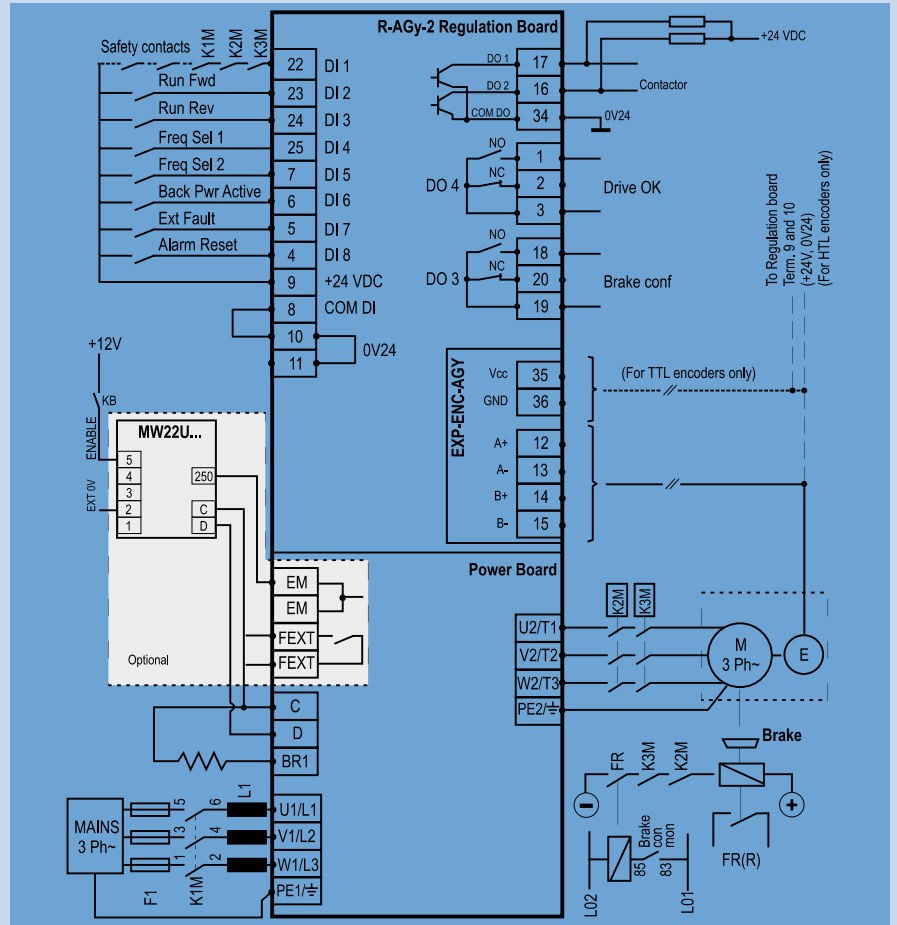 R-AGy-2 Regulation Board
Safety contacts
K1M
K2M
K3M
22 DI 1
Run Fwd
23 DI 2
Run Rev
24 DI 3
Freq Sel 1
25 DI 4
Freq Sel 2
7 DI 5
Back Pwr Active
6 DI 6
Ext Fault
5 DI 7
Alarm Reset
4 DI 8
9 +24 VDC
8 COM DI
10
11
0V24
DO 1
17
DO 2
16
COM DO
34
+24 VDC
Contactor
0V24
NO
1
NC
2
3
DO 4
Drive OK
NO
18
NC
20
19
DO 3
Brake conf
To Regulation board
Term. 9 and 10
(+24V, 0V24)
(For HTL encoders only)
EXP-ENC-AGY
Vcc 35
GND 36
A+ 12
A- 13
B+ 14
B- 15
(For TTL encoders only)
+12V
KB
ENABLE
EXT 0V
MW22U...
5
4
3
2
1
250
C
D
Optional
EM
EM
FEXT
FEXT
Power Board
C
D
BR1
U2/T1
V2/T2
W2/T3
PE2/
K2M
K3M
M
3 Ph~
E
Brake
FR
K3M
K2M
FR(R)
Brake
con
mon
85
83
L02
L01
MAINS
3 Ph~
F1
5
3
1
K1M
6
4
2
L1
U1/L1
V1/L2
W1/L3
PE1/